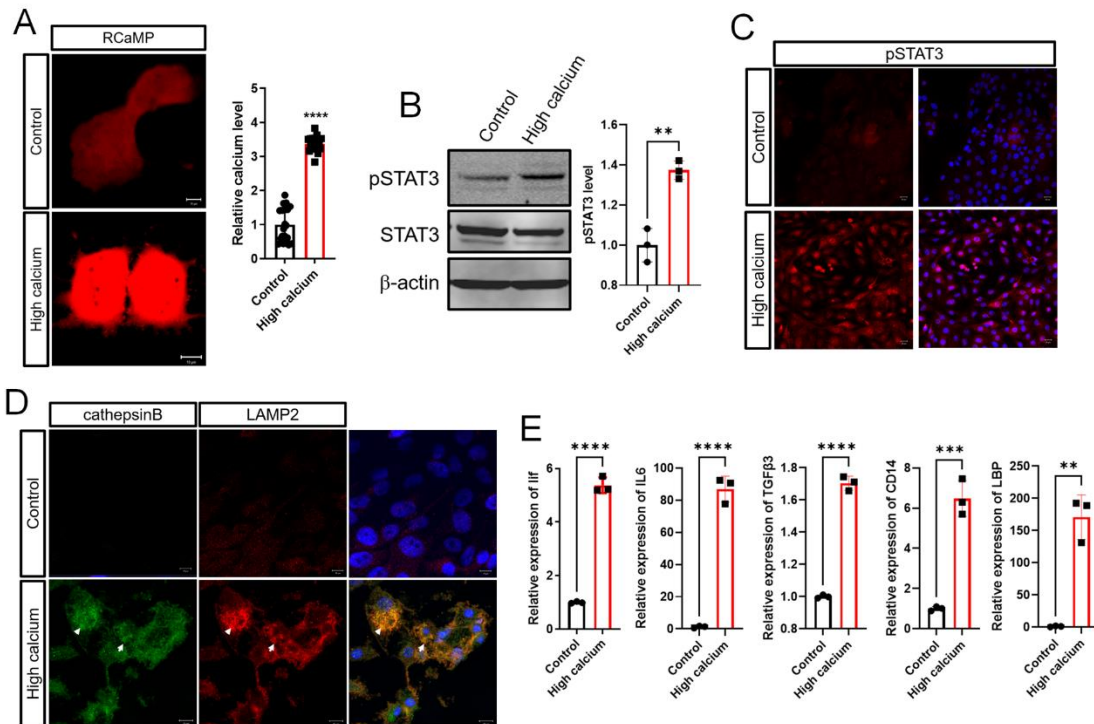 A
RCaMP
Control
High calcium
Relatiive calcium level
5
4
3
2
1
0
****
Control
High calcium
B
Control
High calcium
pSTAT3
STAT3
β-actin
pSTAT3 level
1.6
1.4
1.2
1.0
0.8
**
Control
High calcium
C
pSTAT3
Control
High calcium
D
cathepsinB
LAMP2
Control
High calcium
E
Relative expression of lif
6
4
2
0
****
Control
High calcium
Relative expression of IL6
100
80
60
40
20
0
****
Control
High calcium
Relative expression of TGFβ3
1.8
1.6
1.4
1.2
1.0
0.8
****
Control
High calcium
Relative expression of CD14
8
6
4
2
0
***
Control
High calcium
Relative expression of LBP
250
200
150
100
50
0
**
Control
High calcium